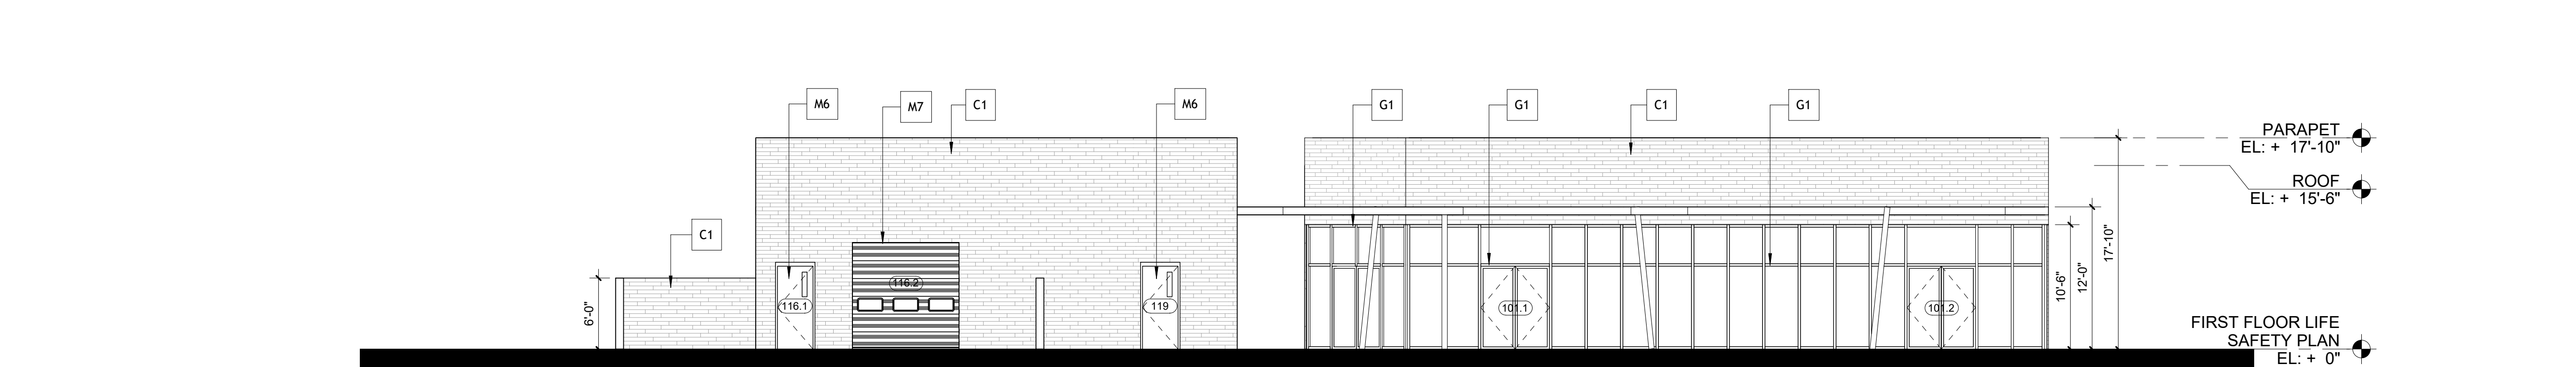 M6
M7
C1
M6
G1
G1
C1
G1
PARAPET
EL: + 17'-10"
ROOF
EL: + 15'-6"
C1
6'-0"
116.1
116.2
119
101.1
101.2
10'-6"
12'-0"
17'-10"
FIRST FLOOR LIFE
SAFETY PLAN
EL: + 0"